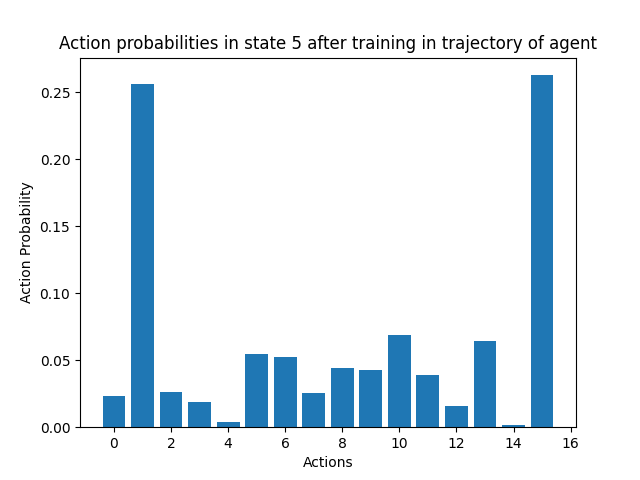 Action probabilities in state 5 after training in trajectory of agent
0.25
0.20
0.15
0.10
0.05
0.00
Action Probability
0 2 4 6 8 10 12 14 16
Actions